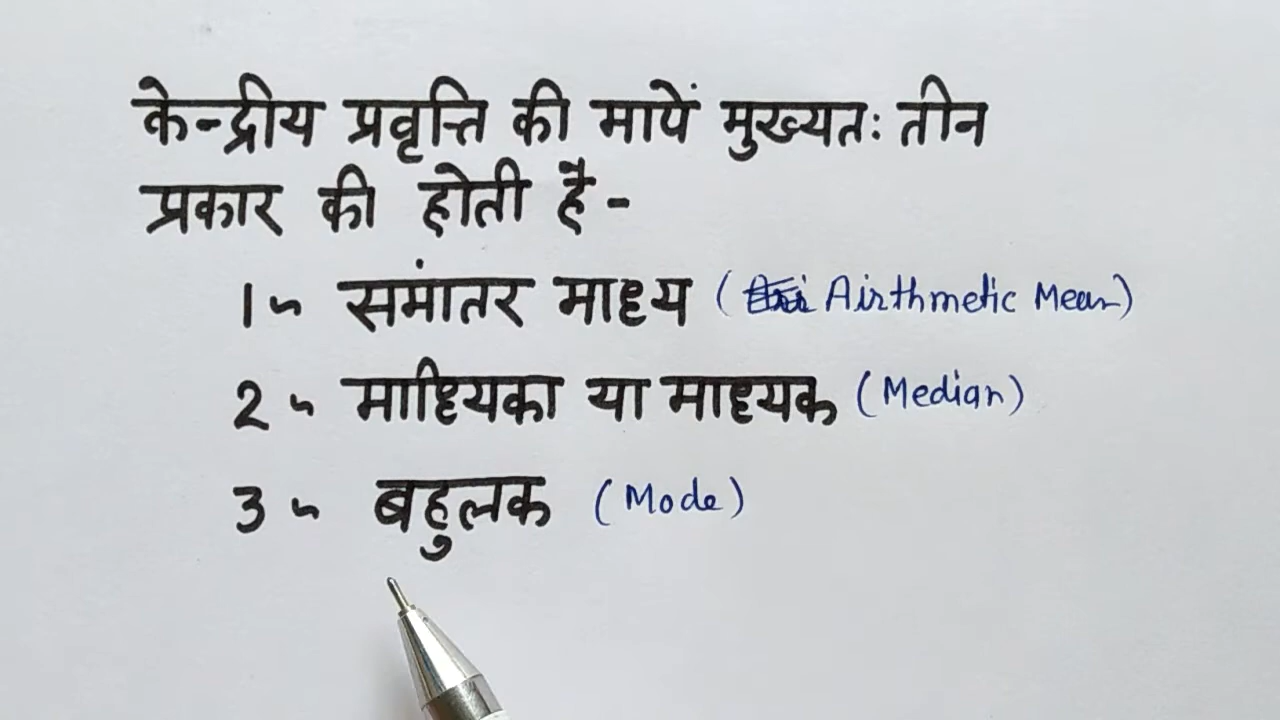 केन्द्रीय प्रवृत्ति की मापें मुख्यतः तीन
प्रकार की होती है -
1 ~ समांतर माध्य ( Airthmetic Mean)
2 ~ माध्यिका या माध्यक (Median)
3 ~ बहुलक (Mode)